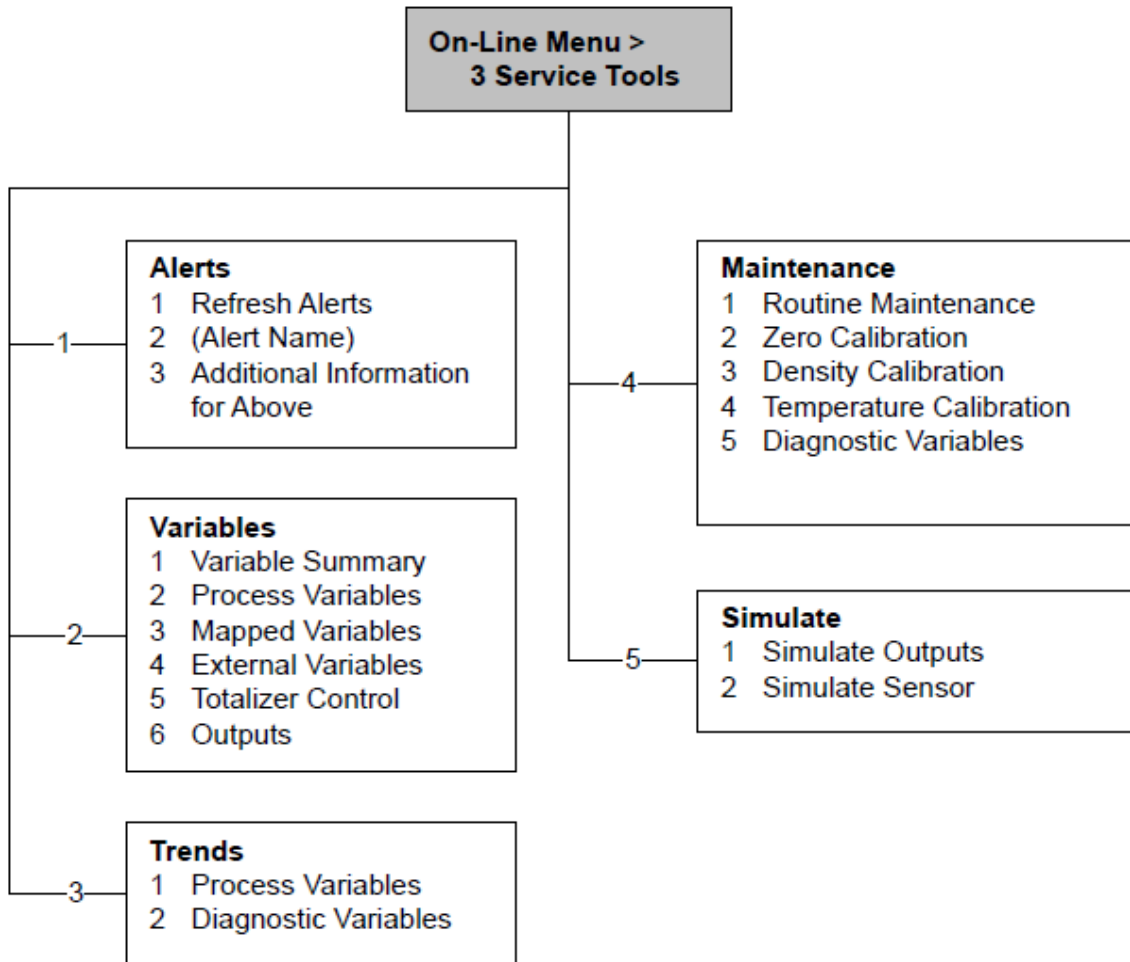 On-Line Menu >
3 Service Tools
1
Alerts
1 Refresh Alerts
2 (Alert Name)
3 Additional Information
for Above
2
Variables
1 Variable Summary
2 Process Variables
3 Mapped Variables
4 External Variables
5 Totalizer Control
6 Outputs
3
Trends
1 Process Variables
2 Diagnostic Variables
4
Maintenance
1 Routine Maintenance
2 Zero Calibration
3 Density Calibration
4 Temperature Calibration
5 Diagnostic Variables
5
Simulate
1 Simulate Outputs
2 Simulate Sensor